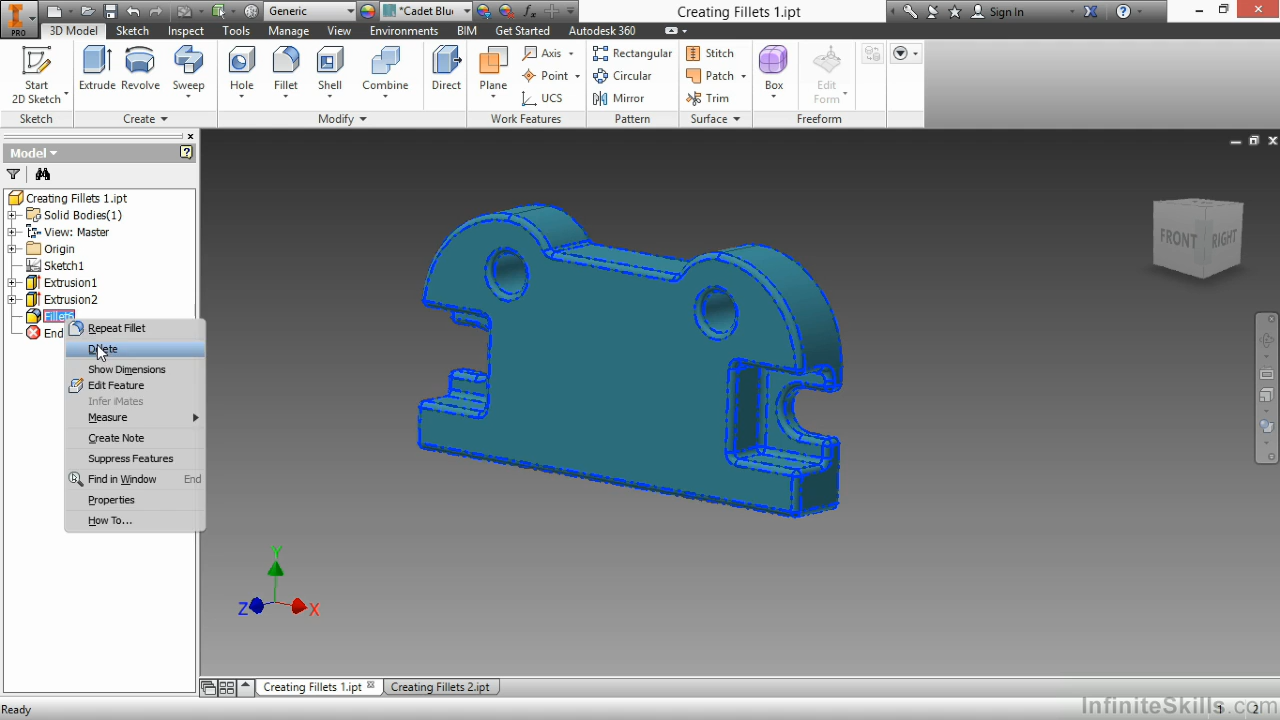 PRO
Generic
*Cadet Blue
fx
Creating Fillets 1.ipt
Sign In
3D Model
Sketch
Inspect
Tools
Manage
View
Environments
BIM
Get Started
Autodesk 360
Start
2D Sketch
Extrude
Revolve
Sweep
Hole
Fillet
Shell
Combine
Direct
Plane
Axis
Point
UCS
Rectangular
Circular
Mirror
Stitch
Patch
Trim
Box
Edit
Form
Sketch
Create
Modify
Work Features
Pattern
Surface
Freeform
Model
Creating Fillets 1.ipt
Solid Bodies(1)
View: Master
Origin
Sketch1
Extrusion1
Extrusion2
Repeat Fillet
Delete
Show Dimensions
Edit Feature
Infer iMates
Measure
Create Note
Suppress Features
Find in Window End
Properties
How To...
FRONT
RIGHT
Y
Z
X
Creating Fillets 1.ipt
Creating Fillets 2.ipt
Ready
1
2
InfiniteSkills.com